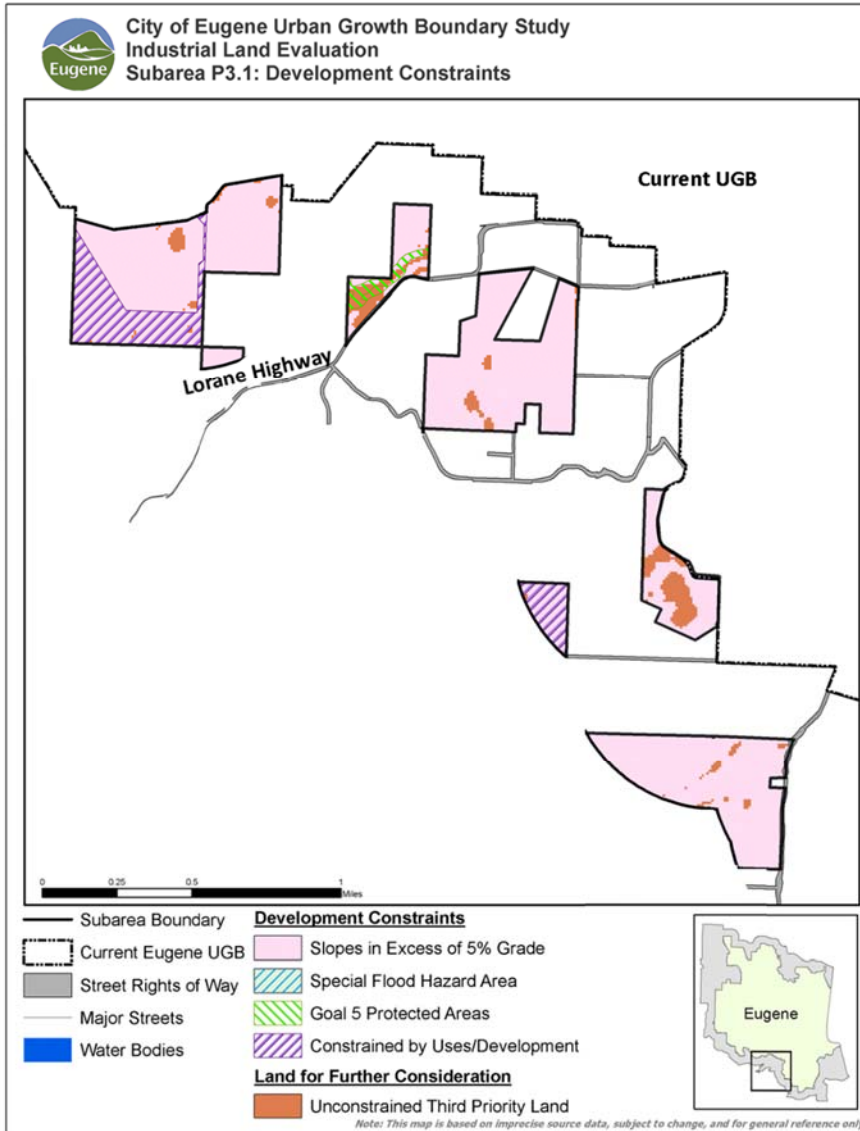 City of Eugene Urban Growth Boundary Study
Industrial Land Evaluation
Subarea P3.1: Development Constraints
Eugene
Current UGB
Lorane Highway
0 0.25 0.5 1
Miles
Subarea Boundary
Current Eugene UGB
Street Rights of Way
Major Streets
Water Bodies
Development Constraints
Slopes in Excess of 5% Grade
Special Flood Hazard Area
Goal 5 Protected Areas
Constrained by Uses/Development
Land for Further Consideration
Unconstrained Third Priority Land
Eugene
Note: This map is based on imprecise source data, subject to change, and for general reference only